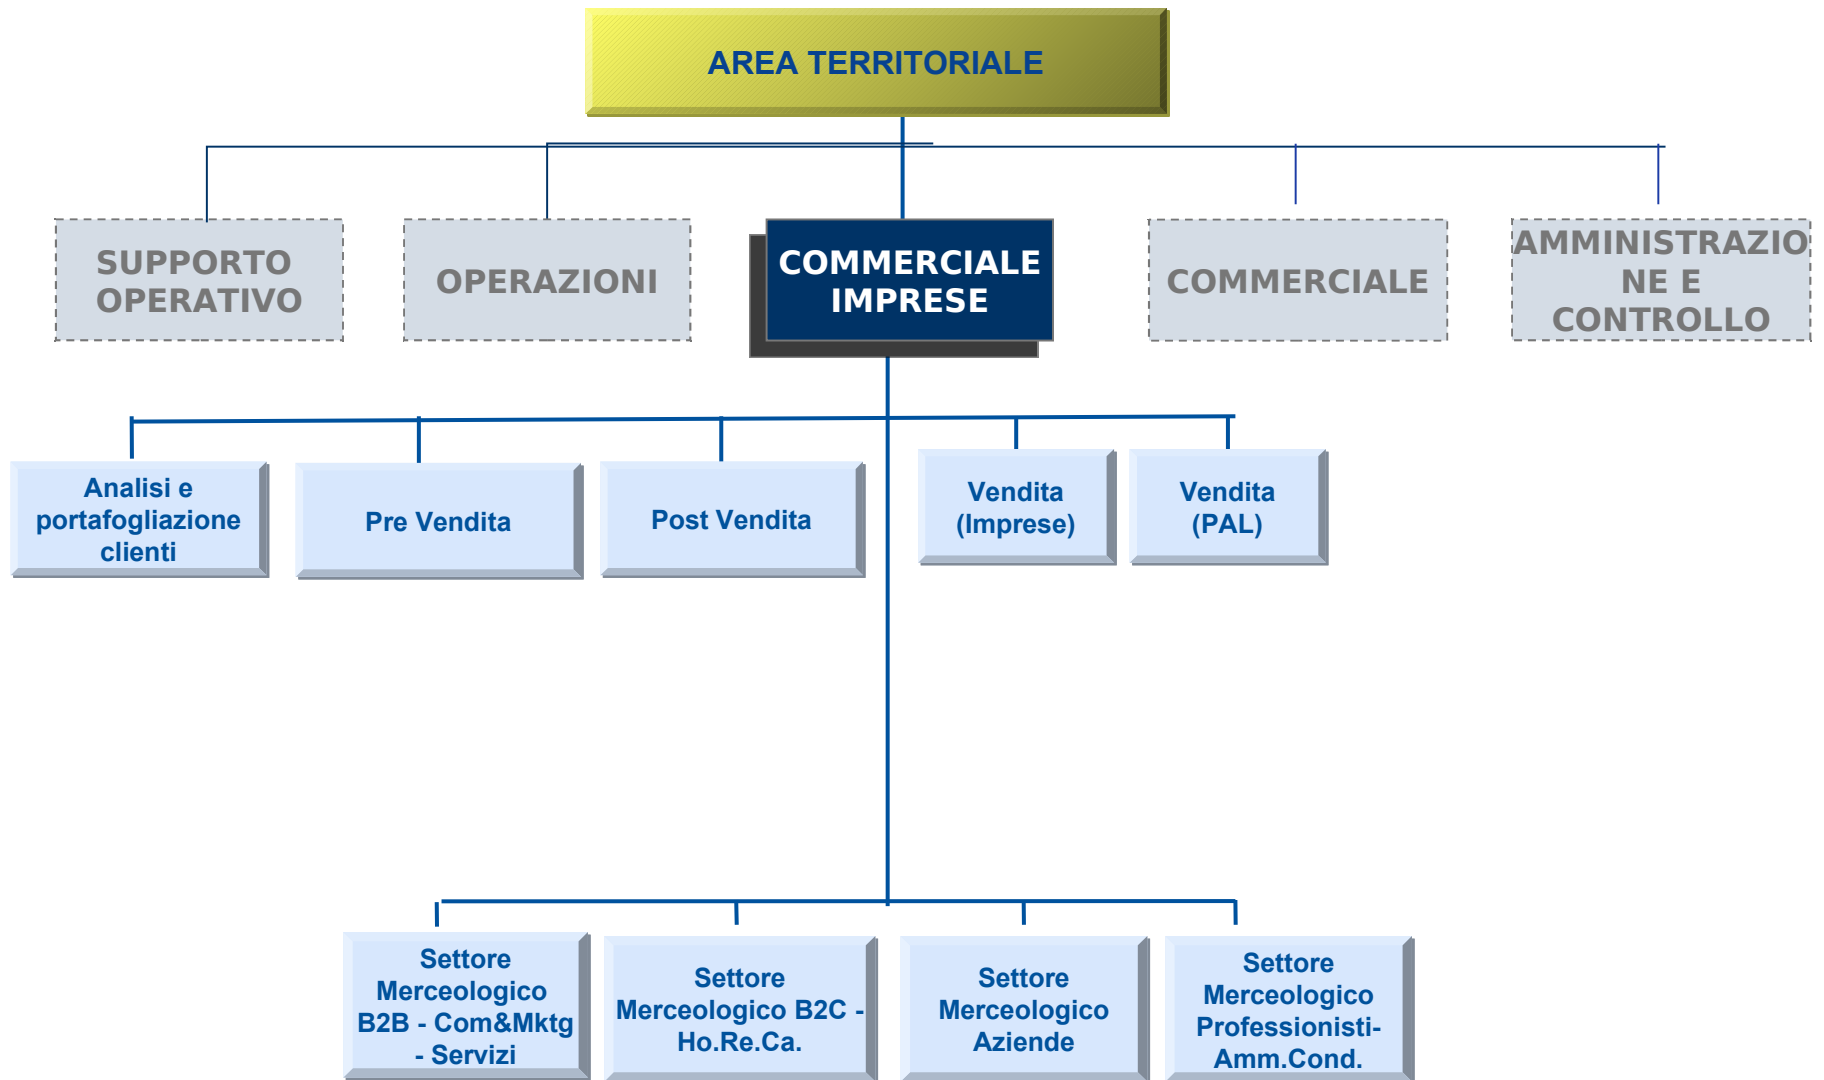 AREA TERRITORIALE
SUPPORTO
OPERATIVO
OPERAZIONI
COMMERCIALE
IMPRESE
COMMERCIALE
AMMINISTRAZIO
NE E
CONTROLLO
Analisi e
portafogliazione
clienti
Pre Vendita
Post Vendita
Vendita
(Imprese)
Vendita
(PAL)
Settore
Merceologico
B2B - Com&Mktg
- Servizi
Settore
Merceologico B2C -
Ho.Re.Ca.
Settore
Merceologico
Aziende
Settore
Merceologico
Professionisti-
Amm.Cond.